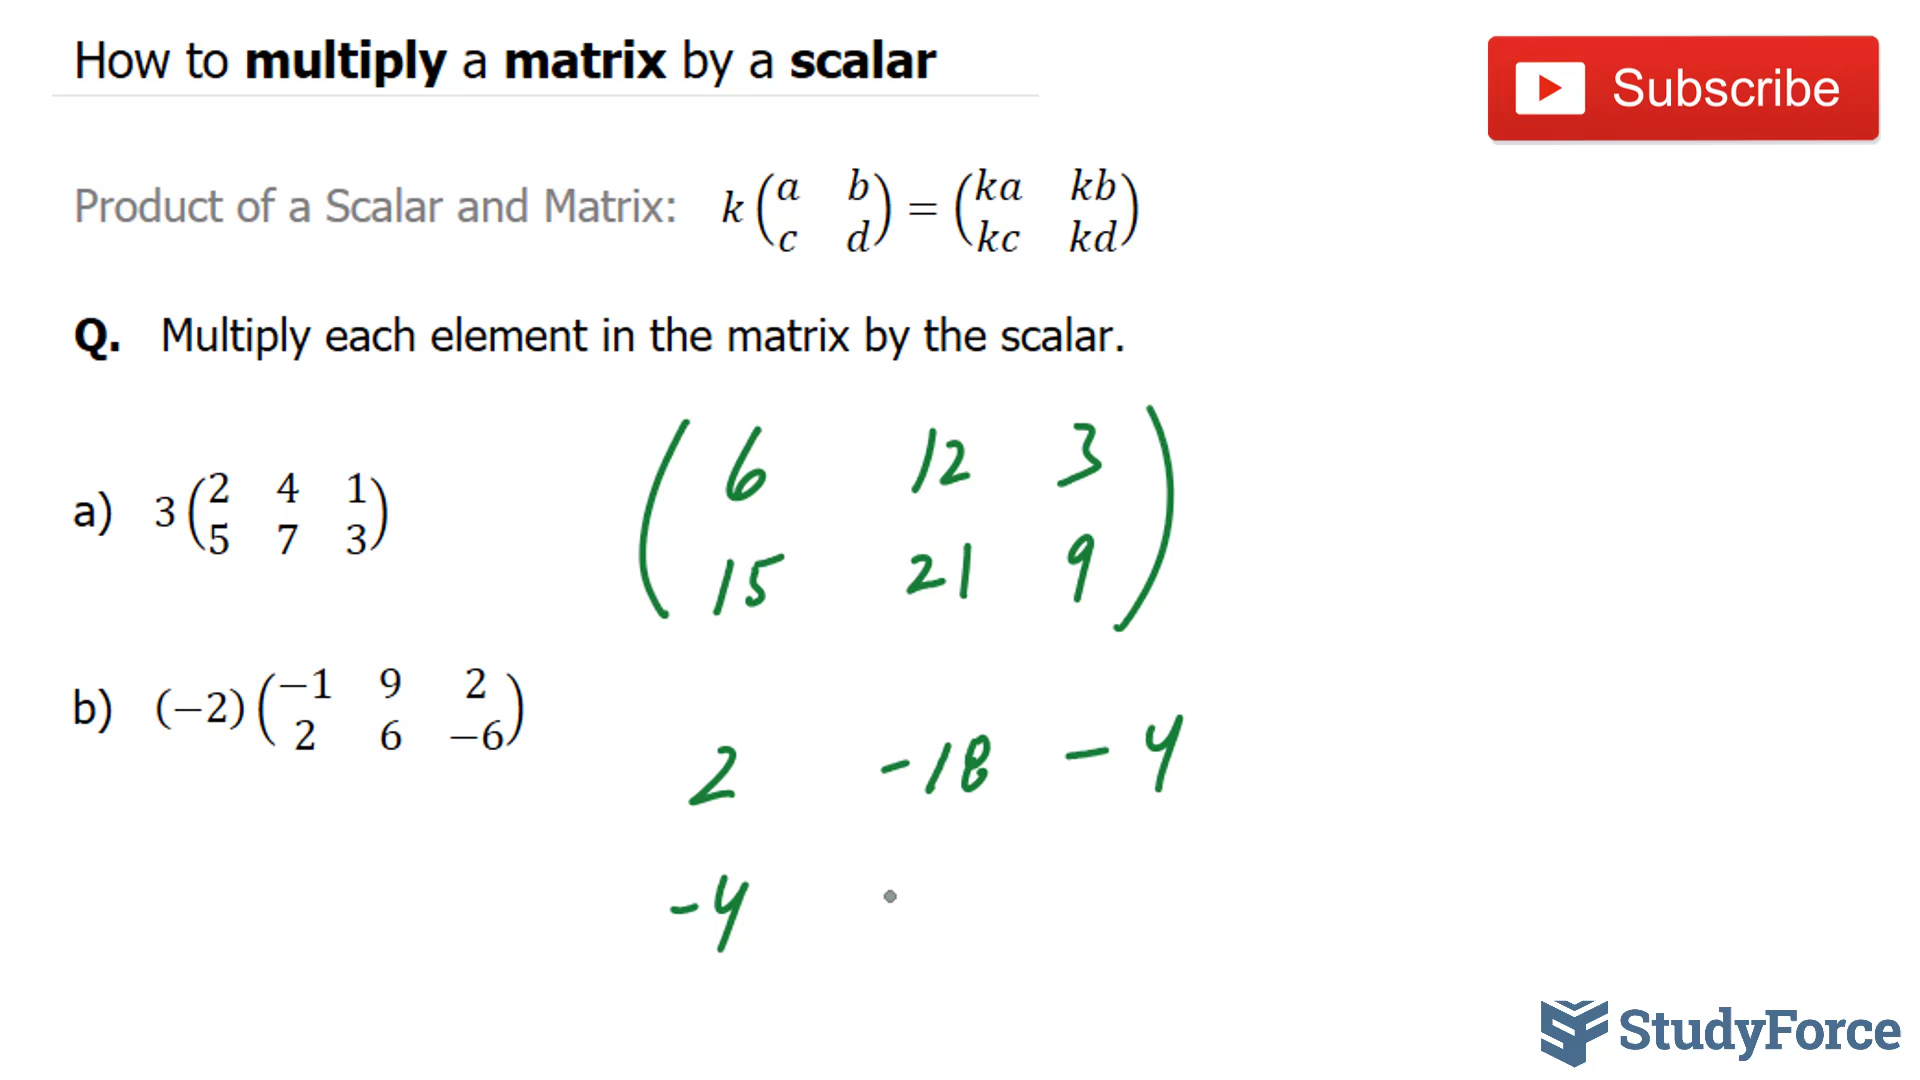 How to multiply a matrix by a scalar
Subscribe
Product of a Scalar and Matrix: k(a b c d) = (ka kb kc kd)
Q. Multiply each element in the matrix by the scalar.
a) 3(2 4 1
5 7 3)
(6 12 3
15 21 9)
b) (−2)(−1 9 2
2 6 −6)
2 -18 -4
-4
StudyForce